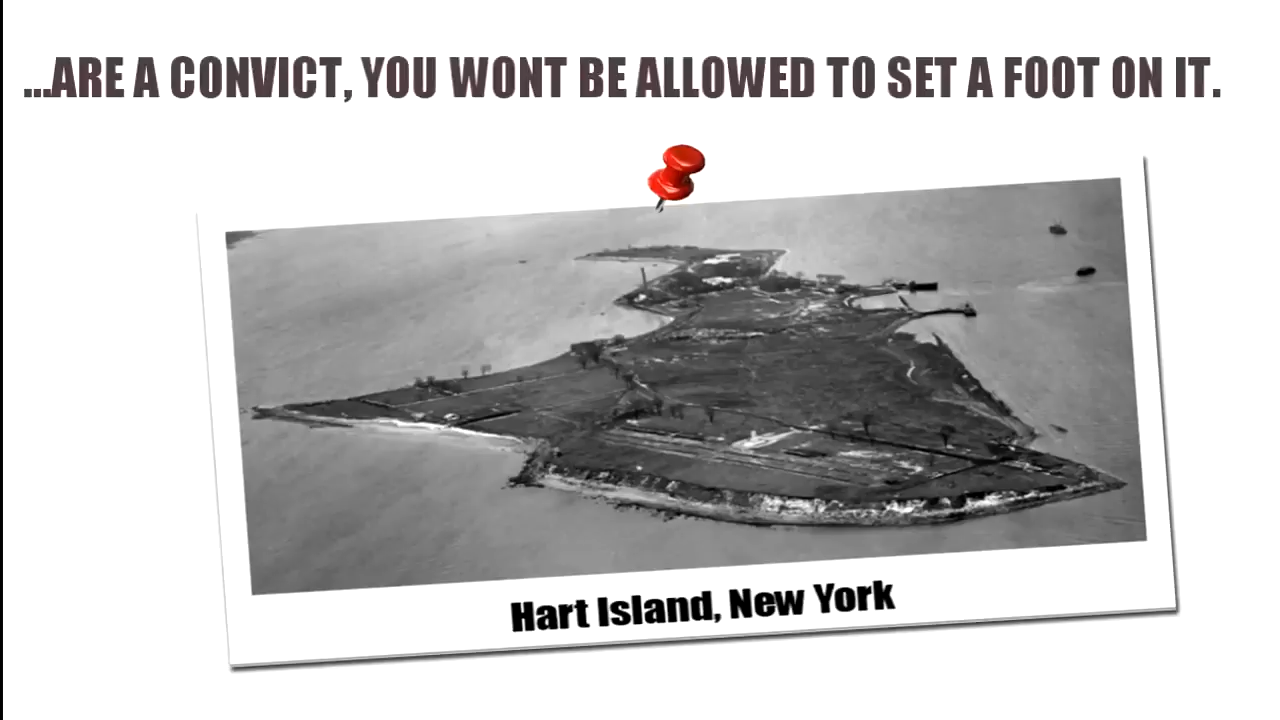 ...ARE A CONVICT, YOU WONT BE ALLOWED TO SET A FOOT ON IT.
Hart Island, New York